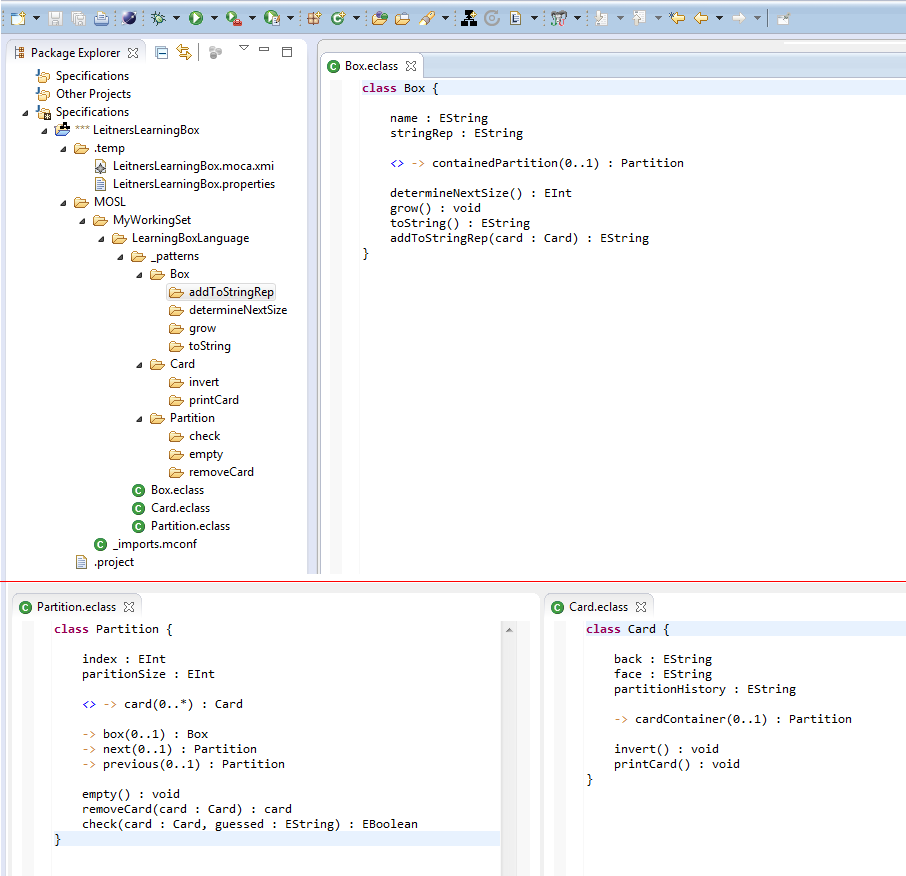 Package Explorer
Specifications
Other Projects
Specifications
*** LeitnersLearningBox
.temp
LeitnersLearningBox.moca.xmi
LeitnersLearningBox.properties
MOSL
MyWorkingSet
LearningBoxLanguage
_patterns
Box
addToStringRep
determineNextSize
grow
toString
Card
invert
printCard
Partition
check
empty
removeCard
Box.eclass
Card.eclass
Partition.eclass
_imports.mconf
.project
Box.eclass
class Box {
name : EString
stringRep : EString
<> -> containedPartition(0..1) : Partition
determineNextSize() : EInt
grow() : void
toString() : EString
addToStringRep(card : Card) : EString
}
Partition.eclass
class Partition {
index : EInt
paritionSize : EInt
<> -> card(0..*) : Card
-> box(0..1) : Box
-> next(0..1) : Partition
-> previous(0..1) : Partition
empty() : void
removeCard(card : Card) : card
check(card : Card, guessed : EString) : EBoolean
}
Card.eclass
class Card {
back : EString
face : EString
partitionHistory : EString
-> cardContainer(0..1) : Partition
invert() : void
printCard() : void
}